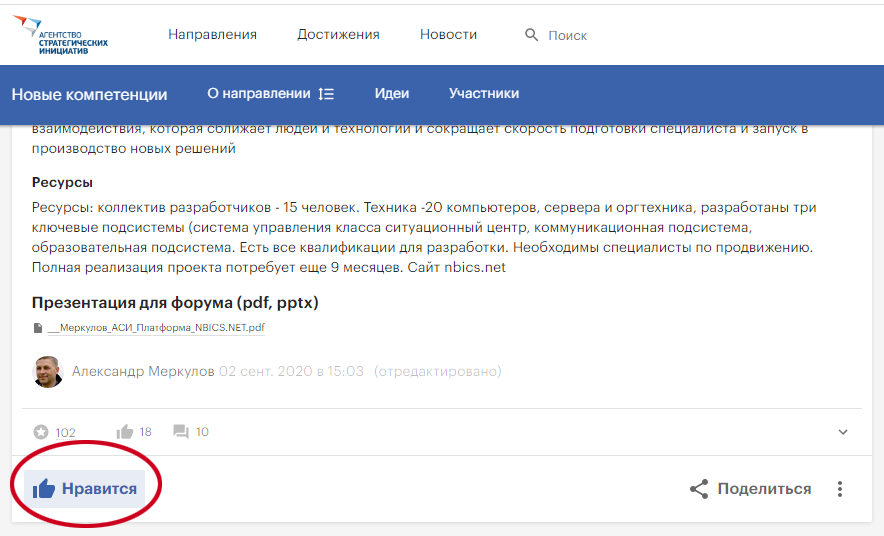 АГЕНТСТВО
СТРАТЕГИЧЕСКИХ
ИНИЦИАТИВ
Направления Достижения Новости Поиск
Новые компетенции О направлении Идеи Участники
взаимодействия, которая сближает людей и технологии и сокращает скорость подготовки специалиста и запуск в
производство новых решений
Ресурсы
Ресурсы: коллектив разработчиков - 15 человек. Техника -20 компьютеров, сервера и оргтехника, разработаны три
ключевые подсистемы (система управления класса ситуационный центр, коммуникационная подсистема,
образовательная подсистема. Есть все квалификации для разработки. Необходимы специалисты по продвижению.
Полная реализация проекта потребует еще 9 месяцев. Сайт nbics.net
Презентация для форума (pdf, pptx)
__Меркулов_АСИ_Платформа_NBICS.NET.pdf
Александр Меркулов 02 сент. 2020 в 15:03 (отредактировано)
102 18 10
Нравится Поделиться